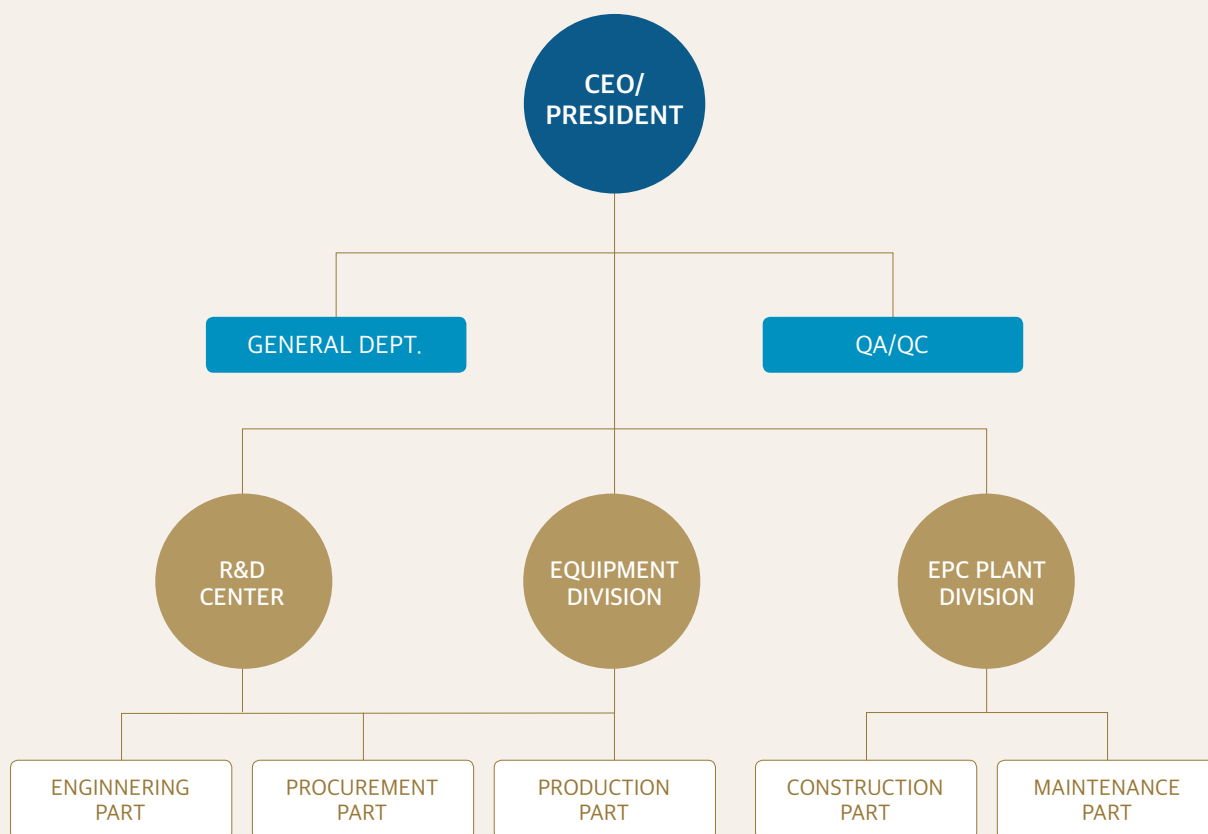 CEO/
PRESIDENT
GENERAL DEPT.
QA/QC
R&D
CENTER
EQUIPMENT
DIVISION
EPC PLANT
DIVISION
ENGINNERING
PART
PROCUREMENT
PART
PRODUCTION
PART
CONSTRUCTION
PART
MAINTENANCE
PART